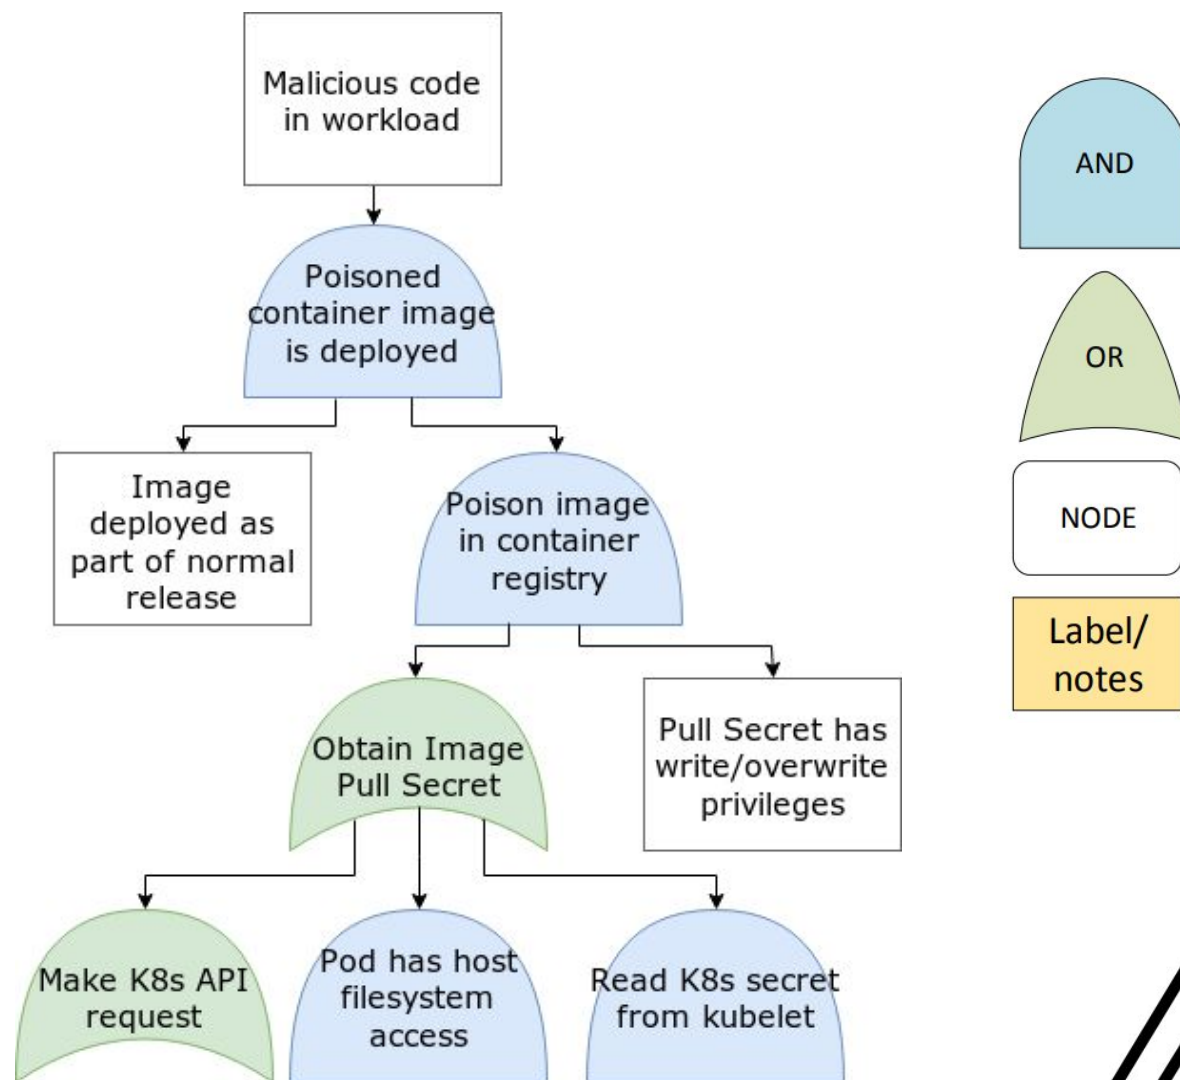 Malicious code
in workload
Poisoned
container image
is deployed
Image
deployed as
part of normal
release
Poison image
in container
registry
Obtain Image
Pull Secret
Pull Secret has
write/overwrite
privileges
Make K8s API
request
Pod has host
filesystem
access
Read K8s secret
from kubelet
AND
OR
NODE
Label/
notes